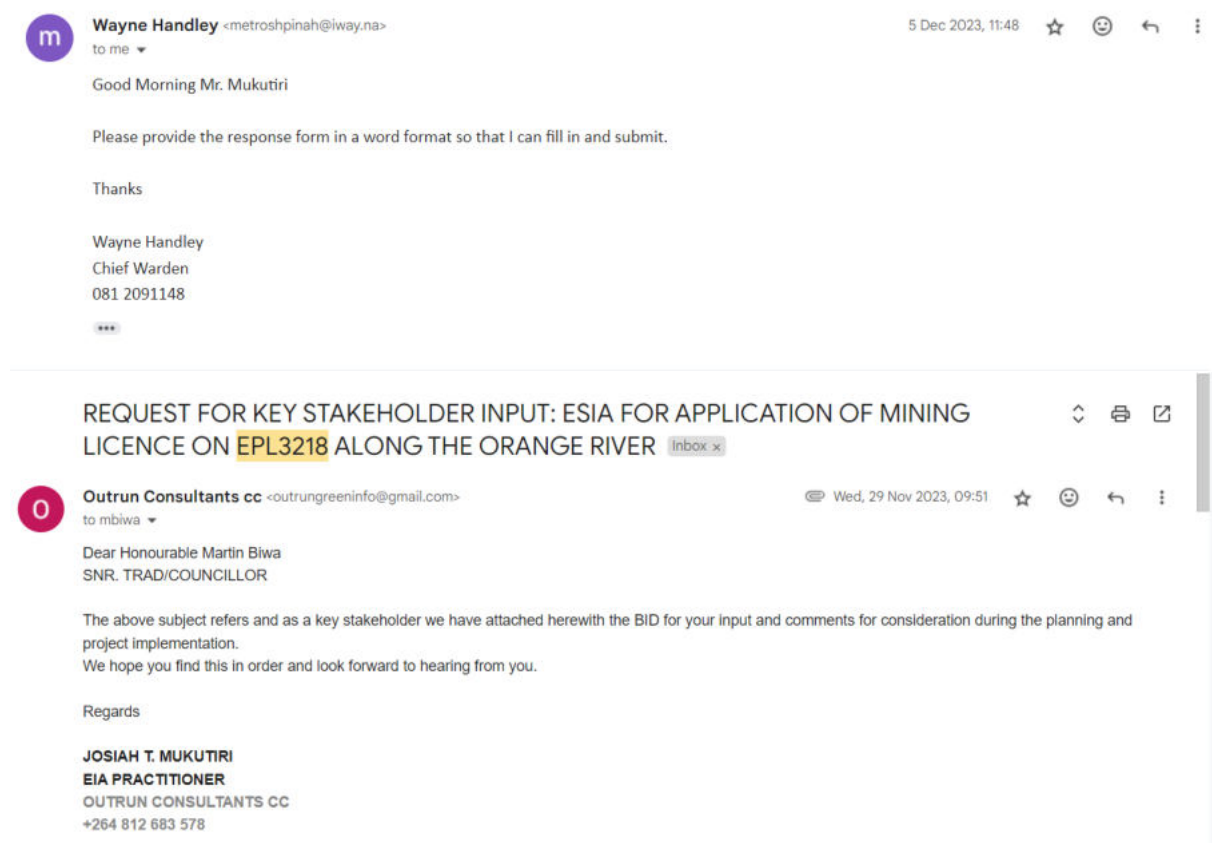 m
Wayne Handley <metroshpinah@iway.na>
5 Dec 2023, 11:48
to me
Good Morning Mr. Mukutiri
Please provide the response form in a word format so that I can fill in and submit.
Thanks
Wayne Handley
Chief Warden
081 2091148
•••
REQUEST FOR KEY STAKEHOLDER INPUT: ESIA FOR APPLICATION OF MINING
LICENCE ON EPL3218 ALONG THE ORANGE RIVER Inbox ×
O
Outrun Consultants cc <outrungreeninfo@gmail.com>
Wed, 29 Nov 2023, 09:51
to mbiwa
Dear Honourable Martin Biwa
SNR. TRAD/COUNCILLOR
The above subject refers and as a key stakeholder we have attached herewith the BID for your input and comments for consideration during the planning and
project implementation.
We hope you find this in order and look forward to hearing from you.
Regards
JOSIAH T. MUKUTIRI
EIA PRACTITIONER
OUTRUN CONSULTANTS CC
+264 812 683 578